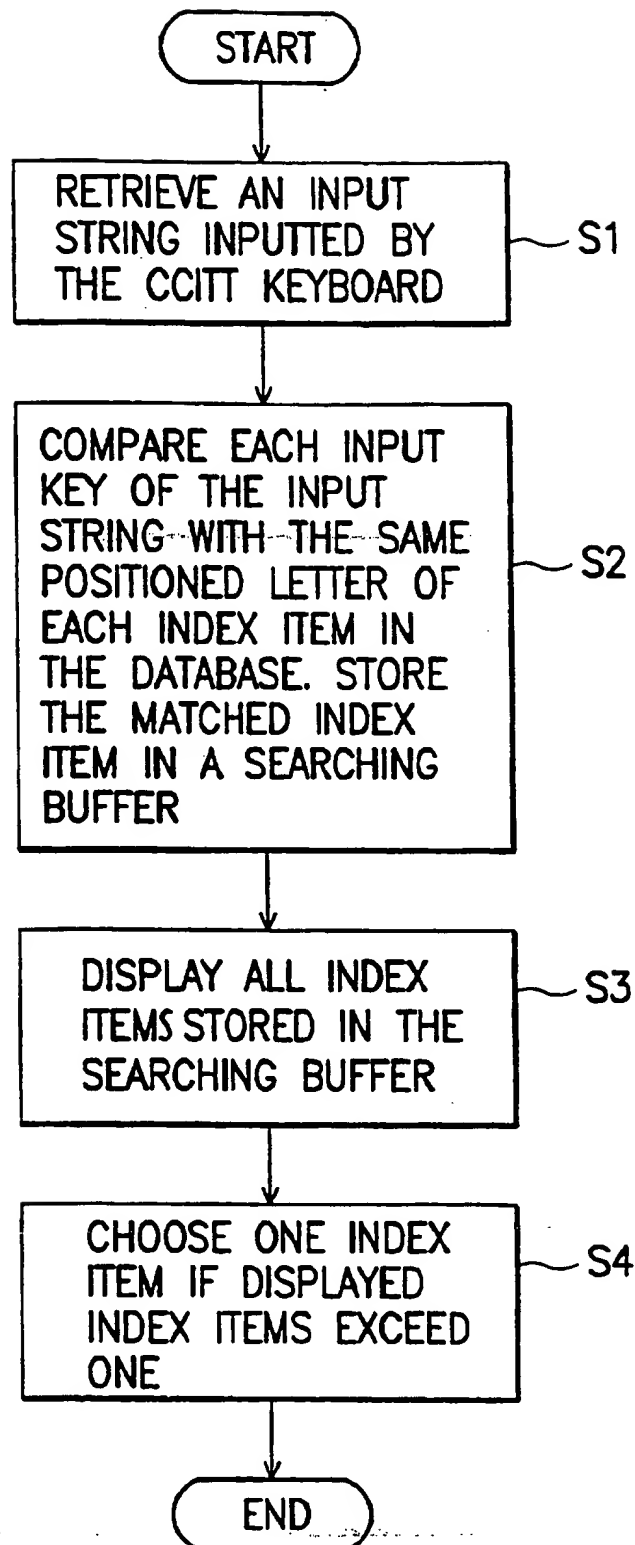 START
RETRIEVE AN INPUT
STRING INPUTTED BY
THE CCITT KEYBOARD
S1
COMPARE EACH INPUT
KEY OF THE INPUT
STRING WITH THE SAME
POSITIONED LETTER OF
EACH INDEX ITEM IN
THE DATABASE. STORE
THE MATCHED INDEX
ITEM IN A SEARCHING
BUFFER
S2
DISPLAY ALL INDEX
ITEMS STORED IN THE
SEARCHING BUFFER
S3
CHOOSE ONE INDEX
ITEM IF DISPLAYED
INDEX ITEMS EXCEED
ONE
S4
END